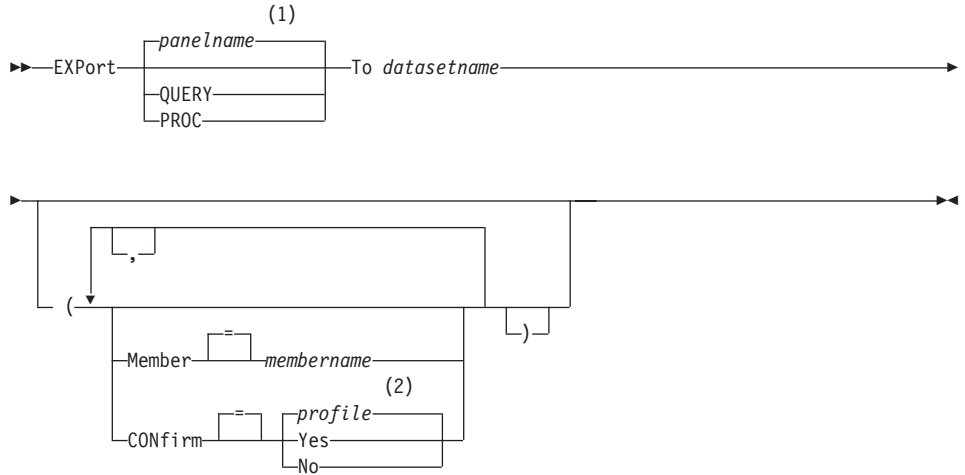 (1)
panelname
EXPort To datasetname
QUERY
PROC
,
(
)
=
Member membername
(2)
= profile
CONfirm Yes
No